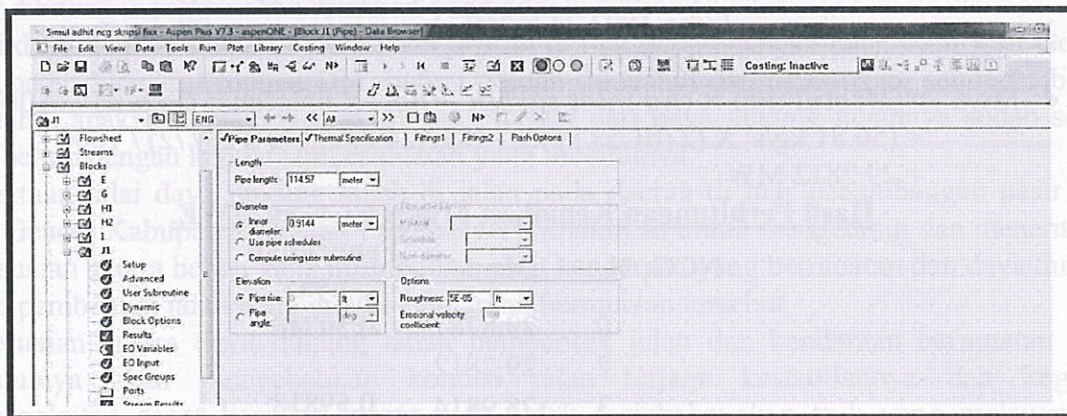 Simul adhit ncg skripsi fixx - Aspen Plus V7.3 - aspenONE - [Block J1 (Pipe) - Data Browser]
File Edit View Data Tools Run Plot Library Costing Window Help
Costing: Inactive
J1 ENG All N>
Flowsheet
Streams
Blocks
E
G
H1
H2
I
J1
Setup
Advanced
User Subroutine
Dynamic
Block Options
Results
EO Variables
EO Input
Spec Groups
Ports
Stream Results
Pipe Parameters Thermal Specification Fittings1 Fittings2 Flash Options
Length
Pipe length: 114.57 meter
Diameter
Inner diameter: 0.9144 meter
Use pipe schedules
Compute using user subroutine
Material:
Schedule:
Elevation
Pipe rise: 0 ft
Pipe angle: deg
Options
Roughness: 5E-05 ft
Erosional velocity coefficient: 100